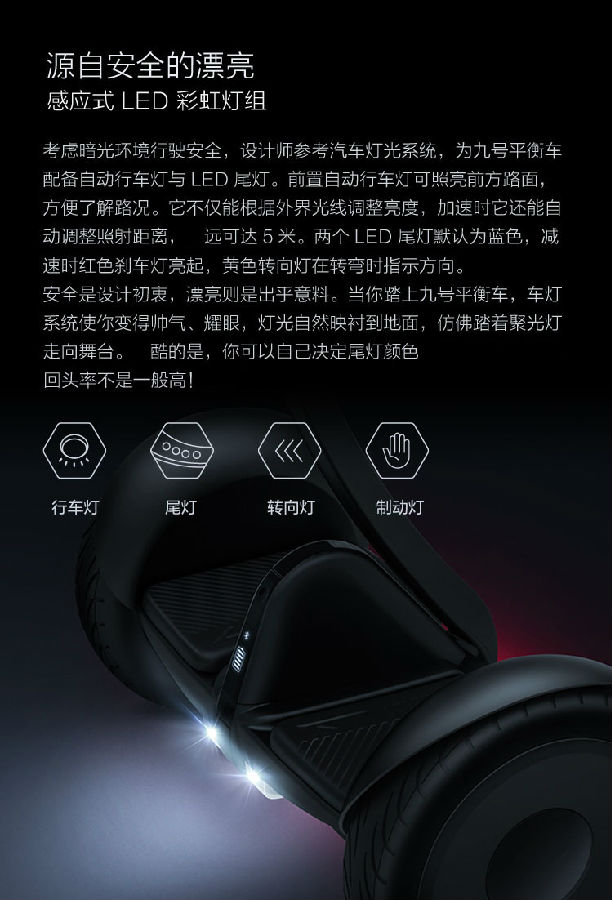 源自安全的漂亮
感应式 LED 彩虹灯组
考虑暗光环境行驶安全，设计师参考汽车灯光系统，为九号平衡车
配备自动行车灯与 LED 尾灯。前置自动行车灯可照亮前方路面，
方便了解路况。它不仅能根据外界光线调整亮度，加速时它还能自
动调整照射距离， 远可达 5 米。两个 LED 尾灯默认为蓝色，减
速时红色刹车灯亮起，黄色转向灯在转弯时指示方向。
安全是设计初衷，漂亮则是出乎意料。当你踏上九号平衡车，车灯
系统使你变得帅气、耀眼，灯光自然映衬到地面，仿佛踏着聚光灯
走向舞台。 酷的是，你可以自己决定尾灯颜色
回头率不是一般高！
行车灯 尾灯 转向灯 制动灯